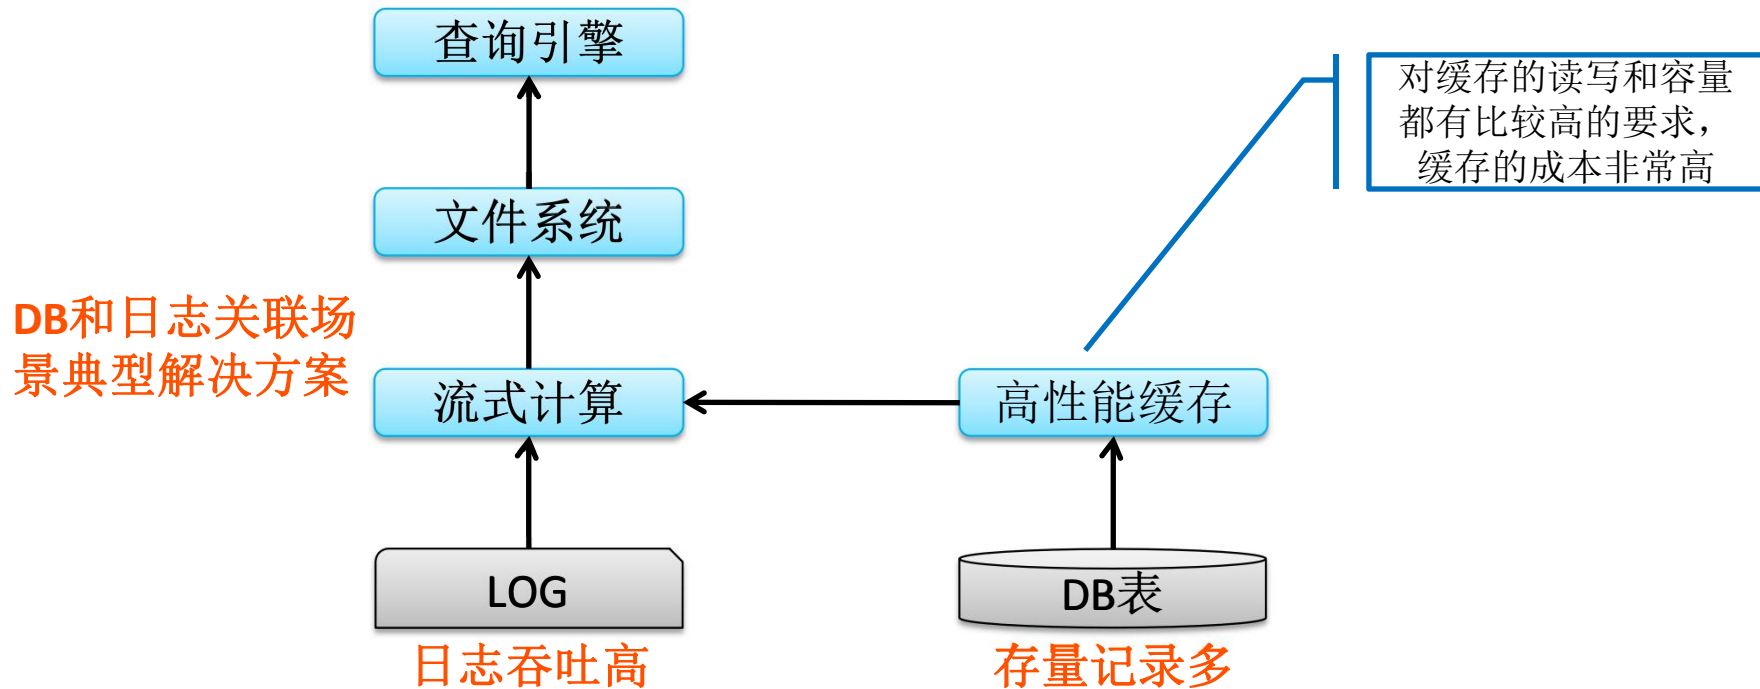 查询引擎
对缓存的读写和容量
都有比较高的要求，
缓存的成本非常高
文件系统
DB和日志关联场
景典型解决方案
流式计算
高性能缓存
LOG
DB表
日志吞吐高
存量记录多